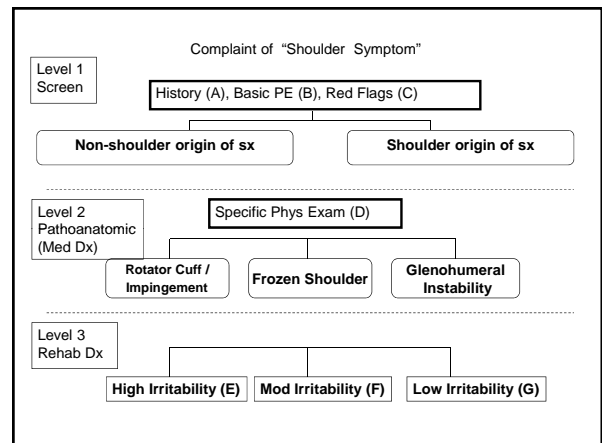 Complaint of “Shoulder Symptom”
Level 1
Screen
History (A), Basic PE (B), Red Flags (C)
Non-shoulder origin of sx
Shoulder origin of sx
Level 2
Pathoanatomic
(Med Dx)
Specific Phys Exam (D)
Rotator Cuff /
Impingement
Frozen Shoulder
Glenohumeral
Instability
Level 3
Rehab Dx
High Irritability (E)
Mod Irritability (F)
Low Irritability (G)